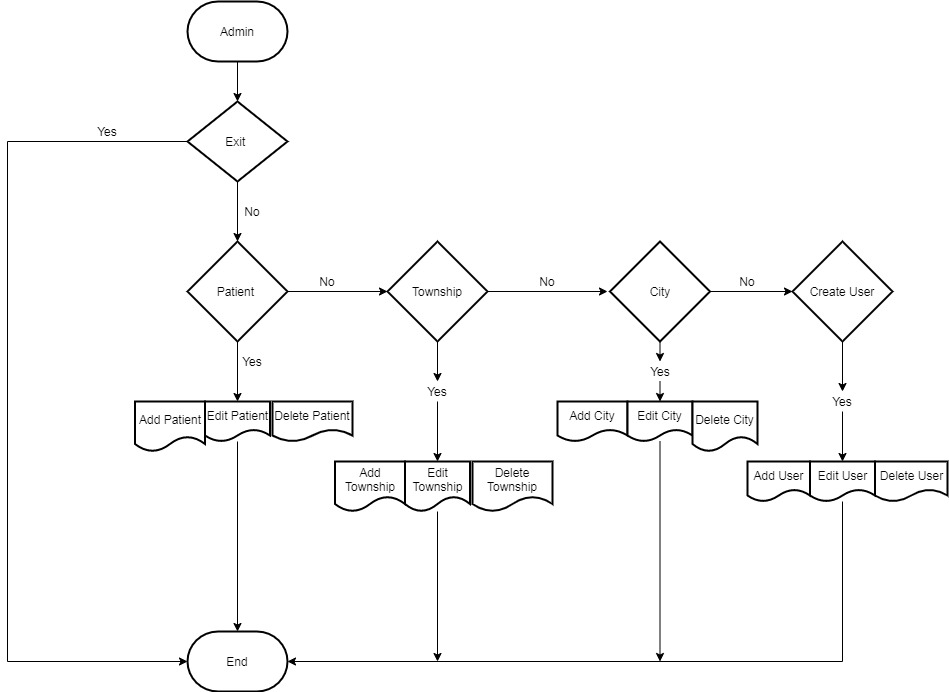 Admin
Yes
Exit
No
Patient
No
Township
No
City
No
Create User
Yes
Yes
Yes
Yes
Add Patient
Edit Patient
Delete Patient
Add City
Edit City
Delete City
Add
Township
Edit
Township
Delete
Township
Add User
Edit User
Delete User
End